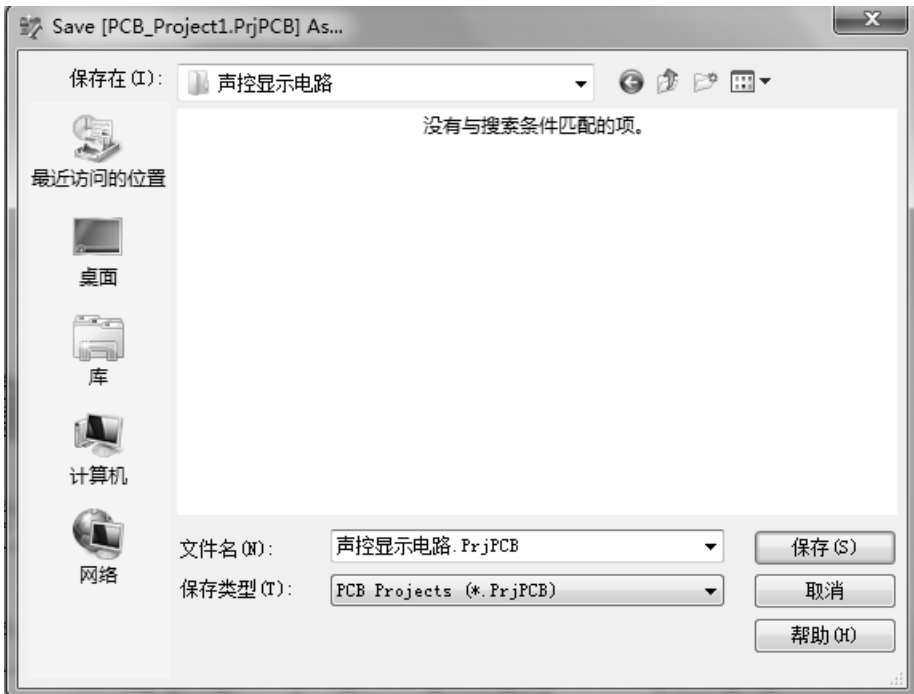 Save [PCB_Project1.PrjPCB] As...
保存在(I):
声控显示电路
没有与搜索条件匹配的项。
最近访问的位置
桌面
库
计算机
网络
文件名(N):
声控显示电路.PrjPCB
保存(S)
保存类型(T):
PCB Projects (*.PrjPCB)
取消
帮助(H)